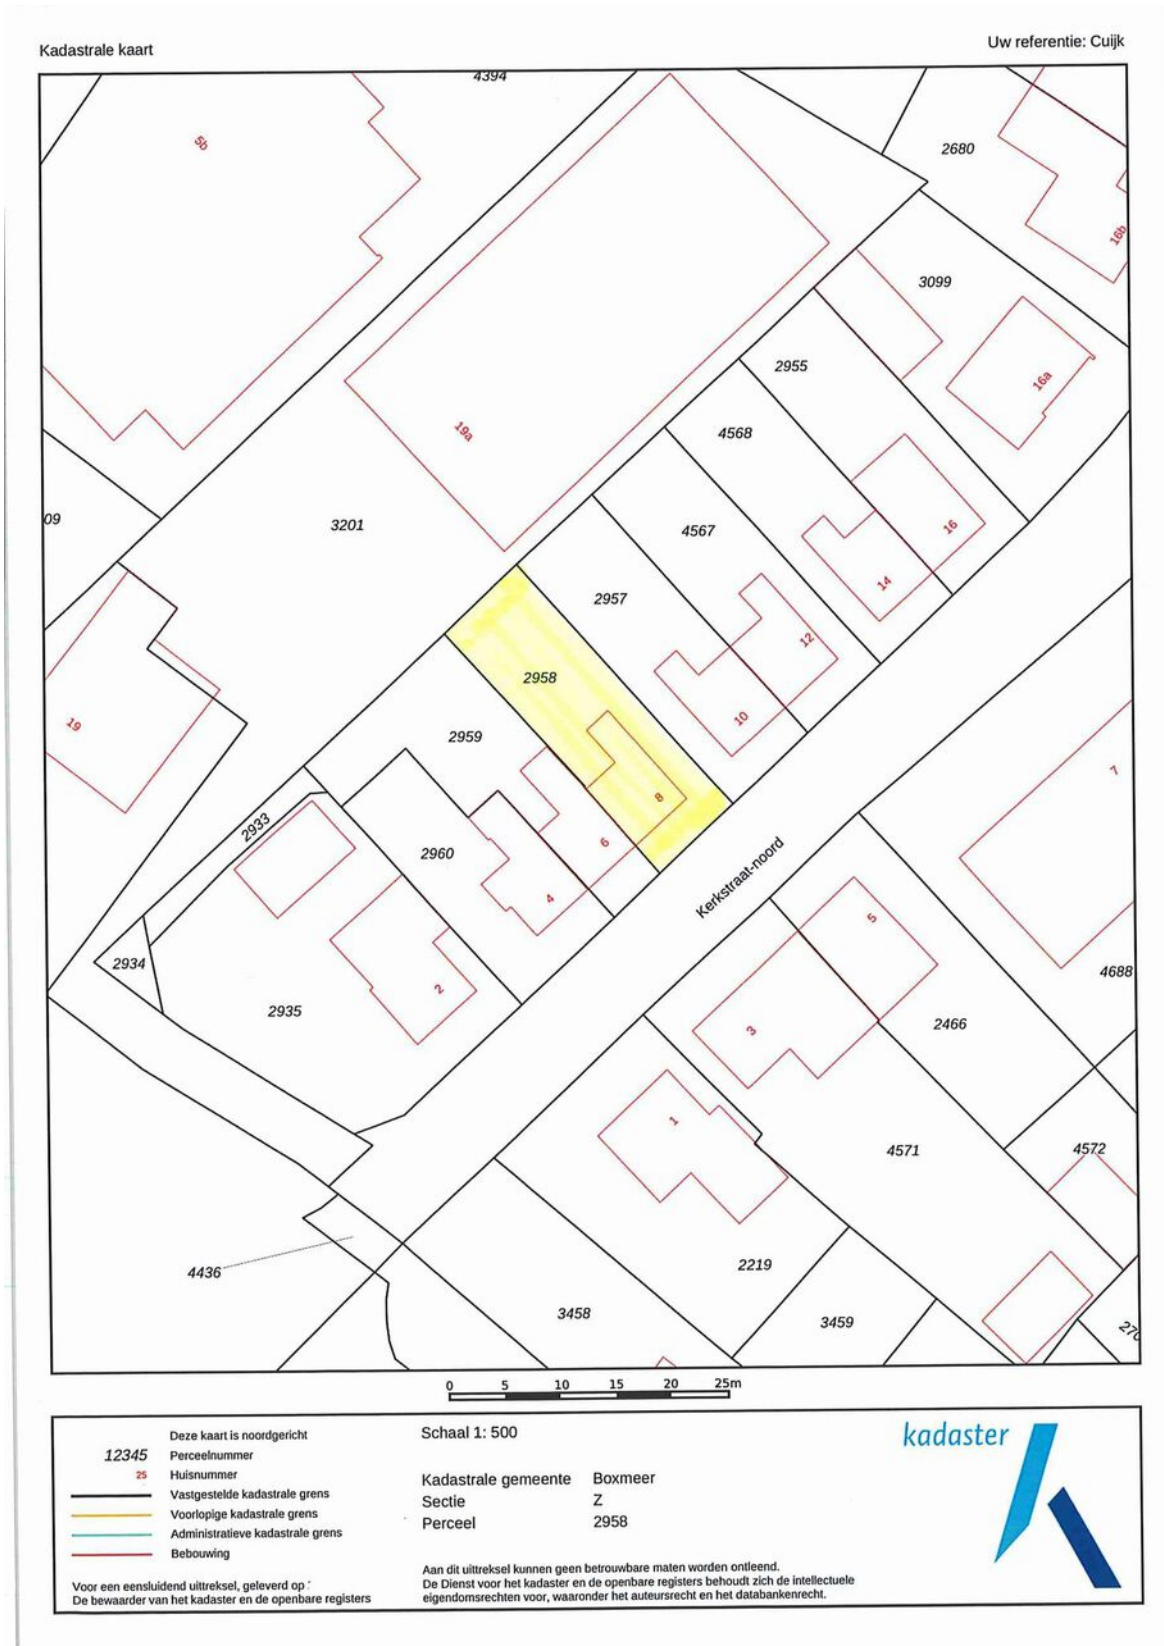 Kadastrale kaart
Uw referentie: Cuijk
4394
5b
2680
16b
3099
2955
16a
4568
19a
09
3201
4567
16
14
2957
12
2958
10
19
2959
7
8
2933
6
2960
4
Kerkstraat-noord
5
2934
4688
2
2935
2466
3
1
4571
4572
2219
4436
3458
3459
270
0 5 10 15 20 25m
Deze kaart is noordgericht
12345 Perceelnummer
25 Huisnummer
Vastgestelde kadastrale grens
Voorlopige kadastrale grens
Administratieve kadastrale grens
Bebouwing
Voor een eensluidend uittreksel, geleverd op :
De bewaarder van het kadaster en de openbare registers
Schaal 1: 500
Kadastrale gemeente Boxmeer
Sectie Z
Perceel 2958
Aan dit uittreksel kunnen geen betrouwbare maten worden ontleend.
De Dienst voor het kadaster en de openbare registers behoudt zich de intellectuele
eigendomsrechten voor, waaronder het auteursrecht en het databankenrecht.
kadaster